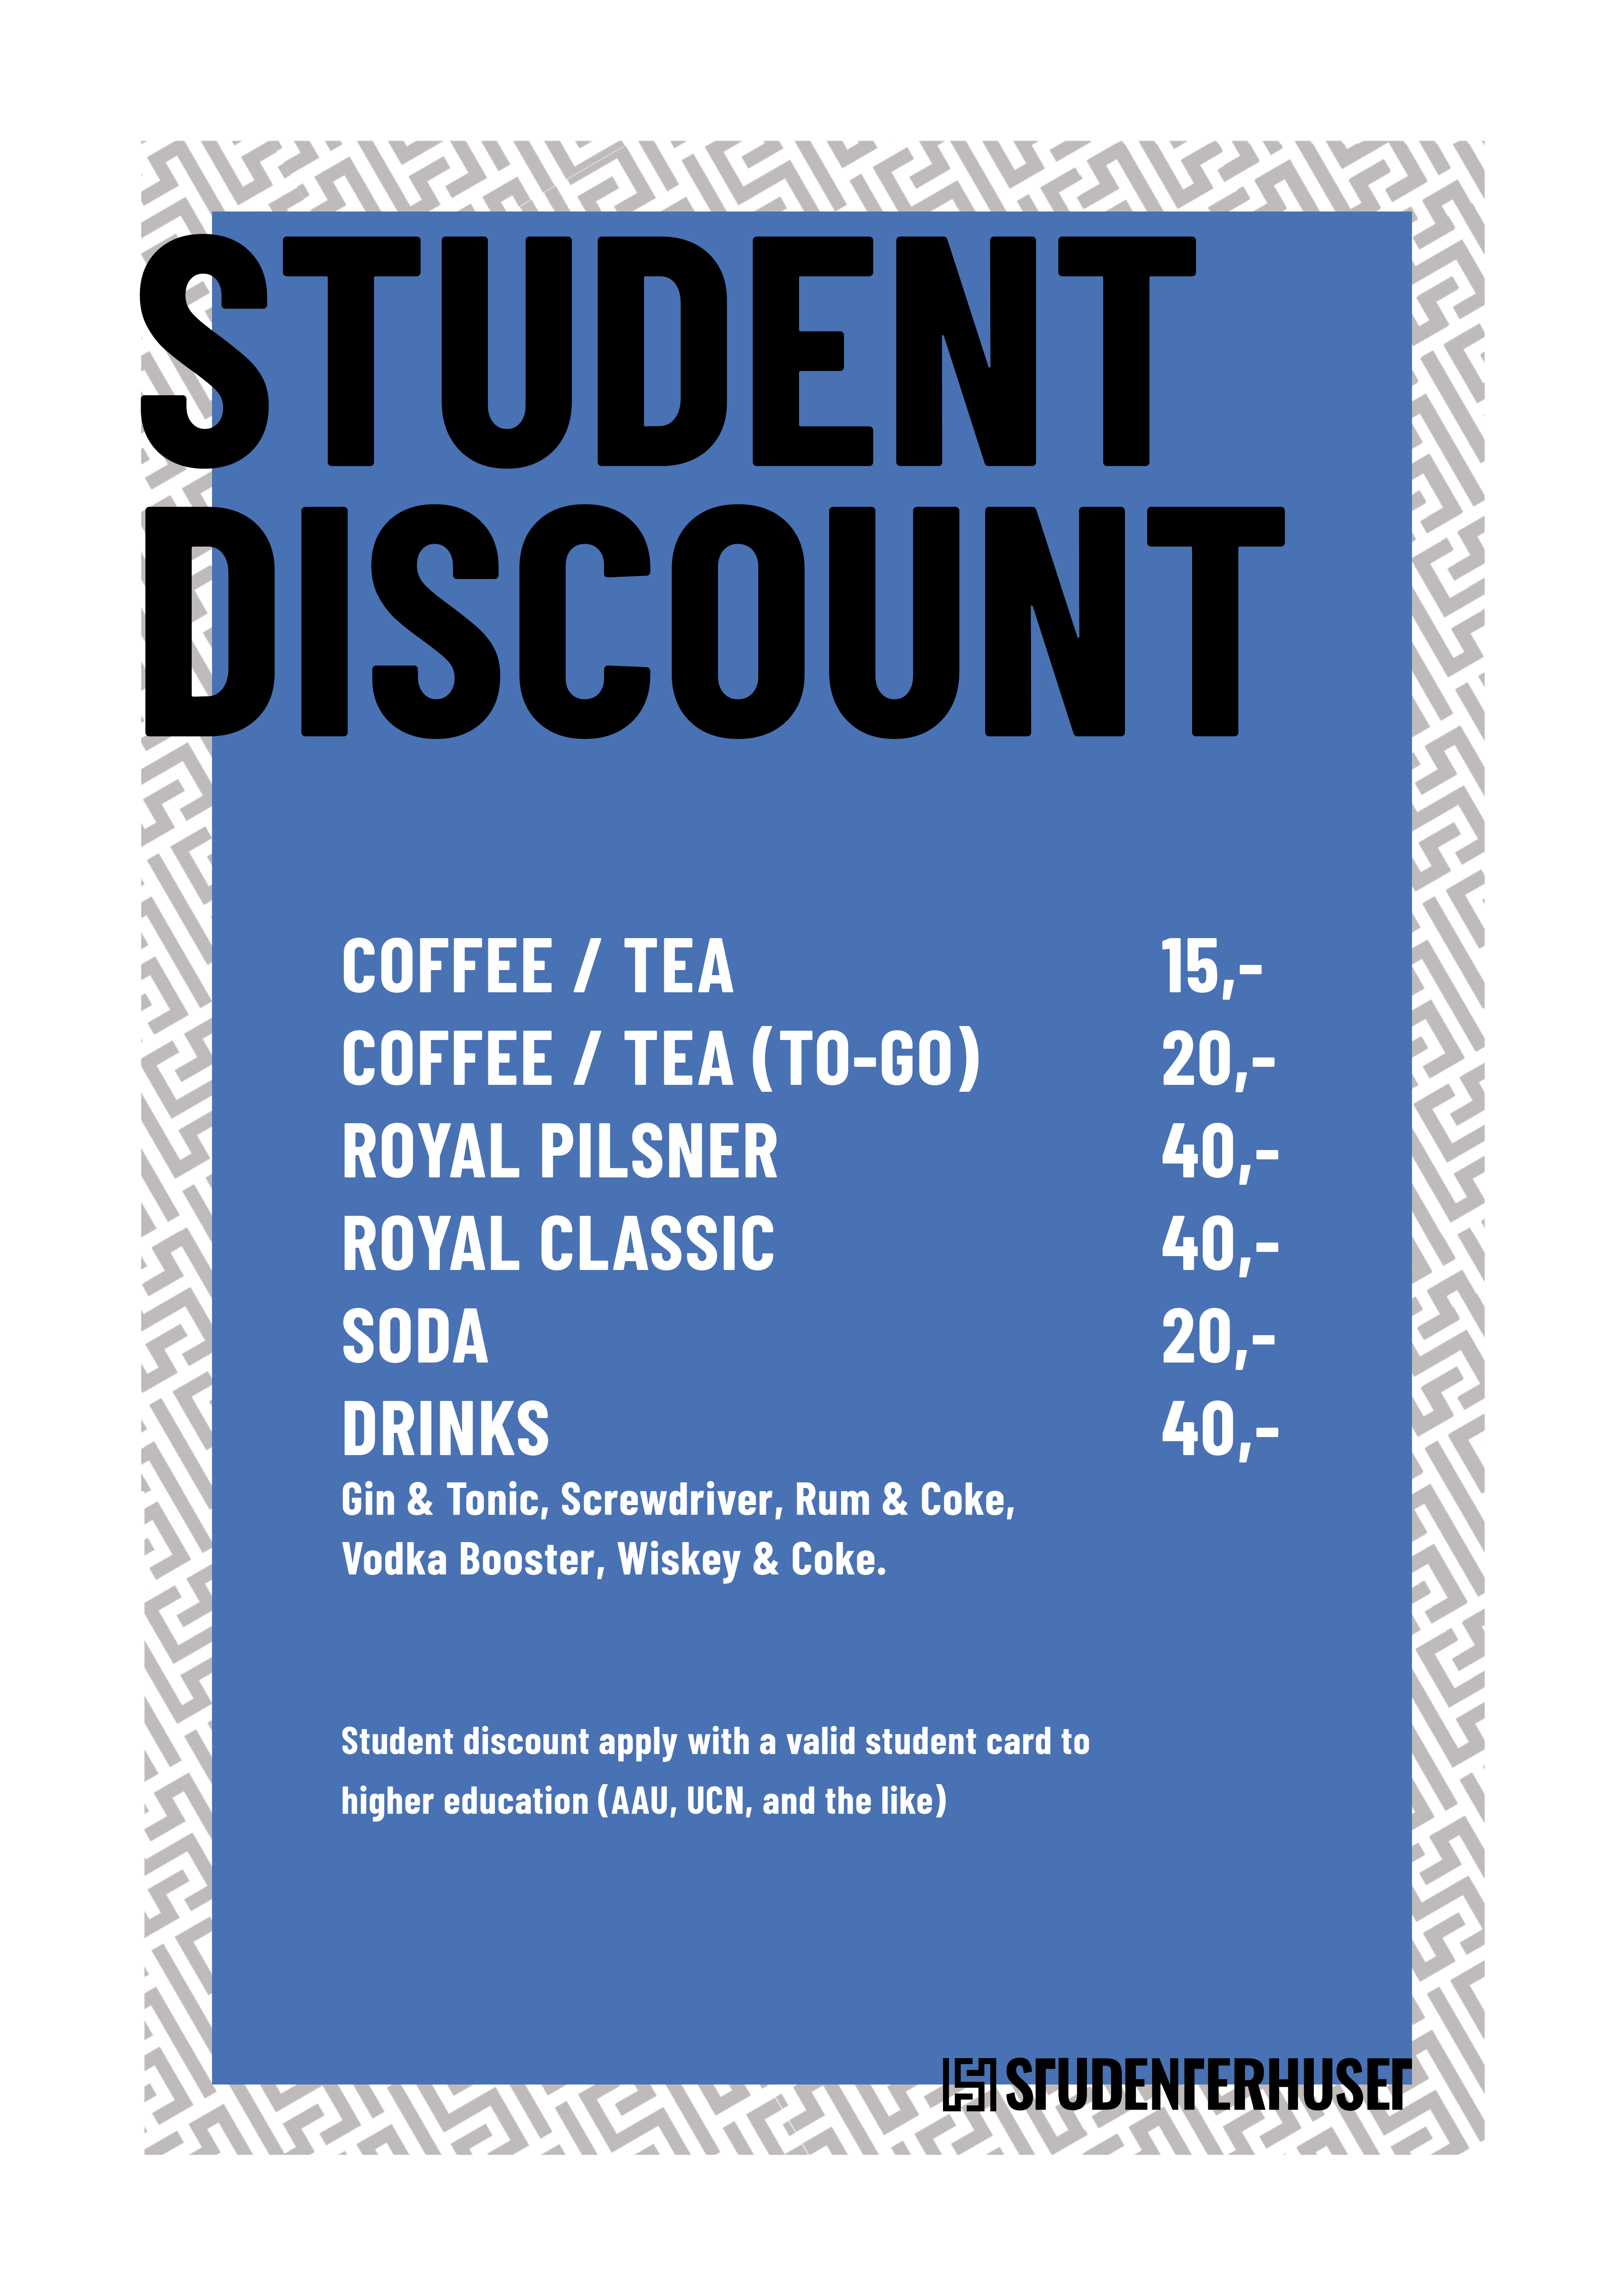 STUDENT
DISCOUNT
COFFEE / TEA 15,-
COFFEE / TEA (TO-GO) 20,-
ROYAL PILSNER 40,-
ROYAL CLASSIC 40,-
SODA 20,-
DRINKS 40,-
Gin & Tonic, Screwdriver, Rum & Coke,
Vodka Booster, Wiskey & Coke.
Student discount apply with a valid student card to
higher education (AAU, UCN, and the like)
STUDENTERHUSET